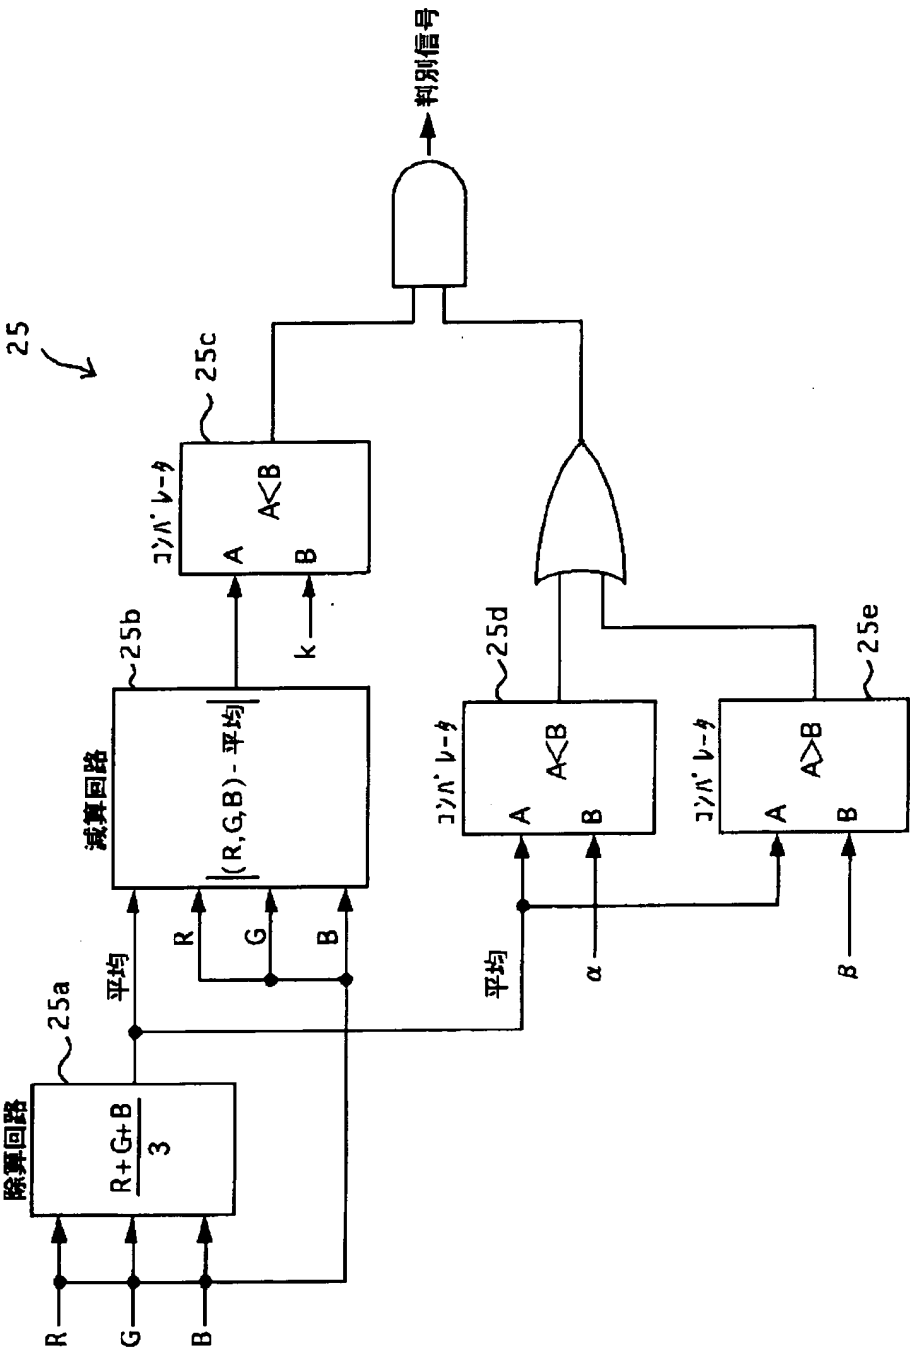 25
除算回路
25a
R+G+B
3
R
G
B
平均
減算回路
25b
|(R,G,B)-平均|
R
G
B
コンパレータ
25c
A<B
A
B
k
平均
コンパレータ
25d
A<B
A
B
α
コンパレータ
25e
A>B
A
B
β
判別信号